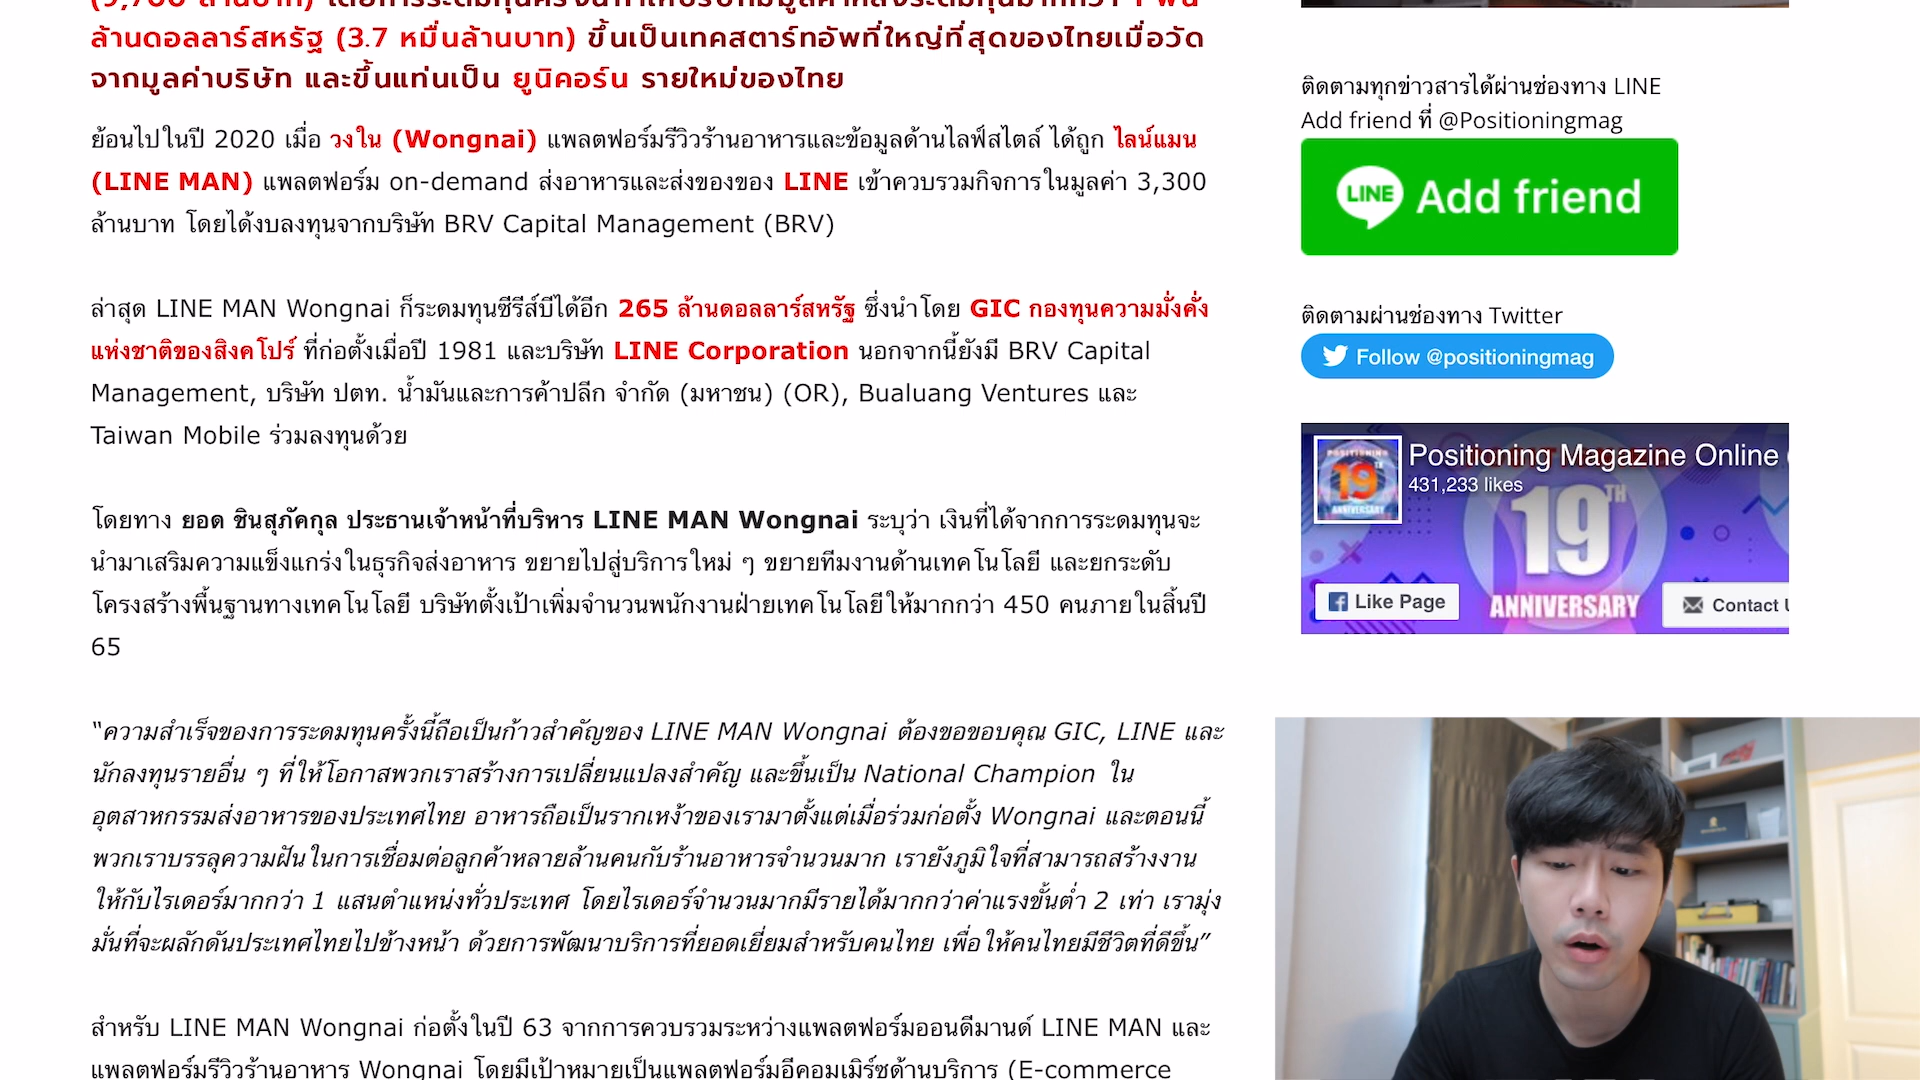 ล้านดอลลาร์สหรัฐ (3.7 หมื่นล้านบาท) ขึ้นเป็นเทคสตาร์ทอัพที่ใหญ่ที่สุดของไทยเมื่อวัด
จากมูลค่าบริษัท และขึ้นแท่นเป็น ยูนิคอร์น รายใหม่ของไทย
ย้อนไปในปี 2020 เมื่อ วงใน (Wongnai) แพลตฟอร์มรีวิวร้านอาหารและข้อมูลด้านไลฟ์สไตล์ ได้ถูก ไลน์แมน
(LINE MAN) แพลตฟอร์ม on-demand ส่งอาหารและส่งของของ LINE เข้าควบรวมกิจการในมูลค่า 3,300
ล้านบาท โดยได้งบลงทุนจากบริษัท BRV Capital Management (BRV)
ล่าสุด LINE MAN Wongnai ก็ระดมทุนซีรีส์บีได้อีก 265 ล้านดอลลาร์สหรัฐ ซึ่งนำโดย GIC กองทุนความมั่งคั่ง
แห่งชาติของสิงคโปร์ ที่ก่อตั้งเมื่อปี 1981 และบริษัท LINE Corporation นอกจากนี้ยังมี BRV Capital
Management, บริษัท ปตท. น้ำมันและการค้าปลีก จำกัด (มหาชน) (OR), Bualuang Ventures และ
Taiwan Mobile ร่วมลงทุนด้วย
โดยทาง ยอด ชินสุภัคกุล ประธานเจ้าหน้าที่บริหาร LINE MAN Wongnai ระบุว่า เงินที่ได้จากการระดมทุนจะ
นำมาเสริมความแข็งแกร่งในธุรกิจส่งอาหาร ขยายไปสู่บริการใหม่ ๆ ขยายทีมงานด้านเทคโนโลยี และยกระดับ
โครงสร้างพื้นฐานทางเทคโนโลยี บริษัทตั้งเป้าเพิ่มจำนวนพนักงานฝ่ายเทคโนโลยีให้มากกว่า 450 คนภายในสิ้นปี
65
“ความสำเร็จของการระดมทุนครั้งนี้ถือเป็นก้าวสำคัญของ LINE MAN Wongnai ต้องขอขอบคุณ GIC, LINE และ
นักลงทุนรายอื่น ๆ ที่ให้โอกาสพวกเราสร้างการเปลี่ยนแปลงสำคัญ และขึ้นเป็น National Champion ใน
อุตสาหกรรมส่งอาหารของประเทศไทย อาหารถือเป็นรากเหง้าของเรามาตั้งแต่เมื่อร่วมก่อตั้ง Wongnai และตอนนี้
พวกเราบรรลุความฝันในการเชื่อมต่อลูกค้าหลายล้านคนกับร้านอาหารจำนวนมาก เรายังภูมิใจที่สามารถสร้างงาน
ให้กับไรเดอร์มากกว่า 1 แสนตำแหน่งทั่วประเทศ โดยไรเดอร์จำนวนมากมีรายได้มากกว่าค่าแรงขั้นต่ำ 2 เท่า เรามุ่ง
มั่นที่จะผลักดันประเทศไทยไปข้างหน้า ด้วยการพัฒนาบริการที่ยอดเยี่ยมสำหรับคนไทย เพื่อให้คนไทยมีชีวิตที่ดีขึ้น”
สำหรับ LINE MAN Wongnai ก่อตั้งในปี 63 จากการควบรวมระหว่างแพลตฟอร์มออนดีมานด์ LINE MAN และ
แพลตฟอร์มรีวิวร้านอาหาร Wongnai โดยมีเป้าหมายเป็นแพลตฟอร์มอีคอมเมิร์ซด้านบริการ (E-commerce
ติดตามทุกข่าวสารได้ผ่านช่องทาง LINE
Add friend ที่ @Positioningmag
LINE Add friend
ติดตามผ่านช่องทาง Twitter
Follow @positioningmag
POSITIONING 19TH ANNIVERSARY
Positioning Magazine Online
431,233 likes
19TH
ANNIVERSARY
Like Page
Contact